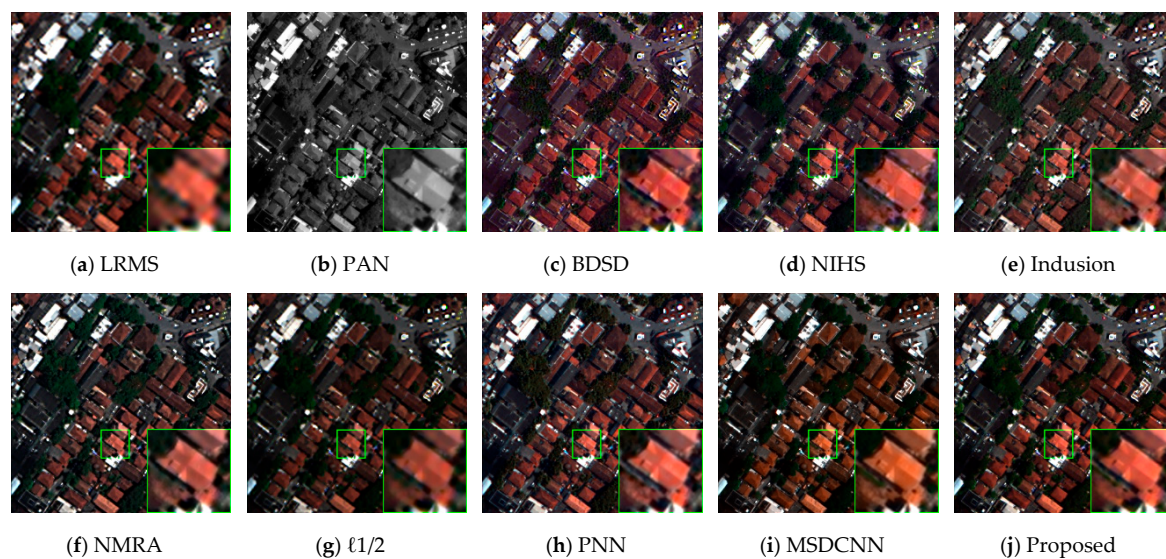 (a) LRMS
(b) PAN
(c) BDSD
(d) NIHS
(e) Indusion
(f) NMRA
(g) ℓ1/2
(h) PNN
(i) MSDCNN
(j) Proposed